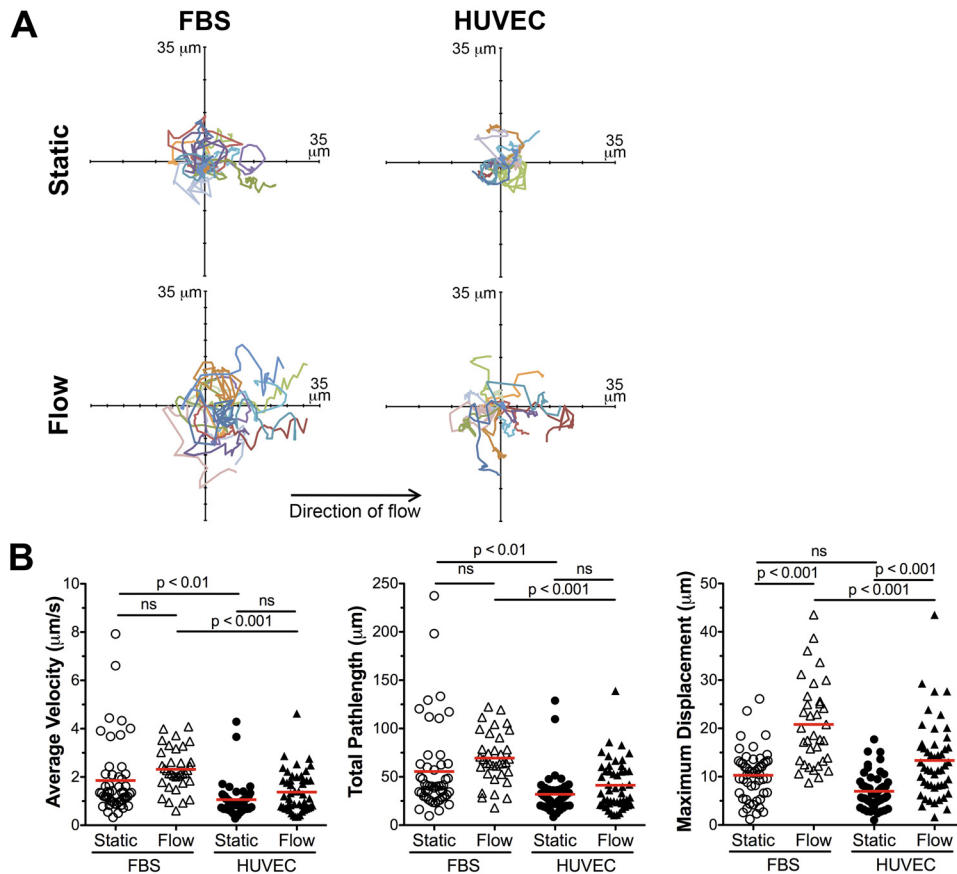 A
FBS
HUVEC
Static
35 μm
35
μm
35 μm
35
μm
Flow
35 μm
35
μm
35 μm
35
μm
Direction of flow
B
Average Velocity (μm/s)
10
8
6
4
2
0
p < 0.01
ns
ns
p < 0.001
Static
Flow
Static
Flow
FBS
HUVEC
Total Pathlength (μm)
250
200
150
100
50
0
p < 0.01
ns
ns
p < 0.001
Static
Flow
Static
Flow
FBS
HUVEC
Maximum Displacement (μm)
50
40
30
20
10
0
ns
p < 0.001
p < 0.001
p < 0.001
Static
Flow
Static
Flow
FBS
HUVEC